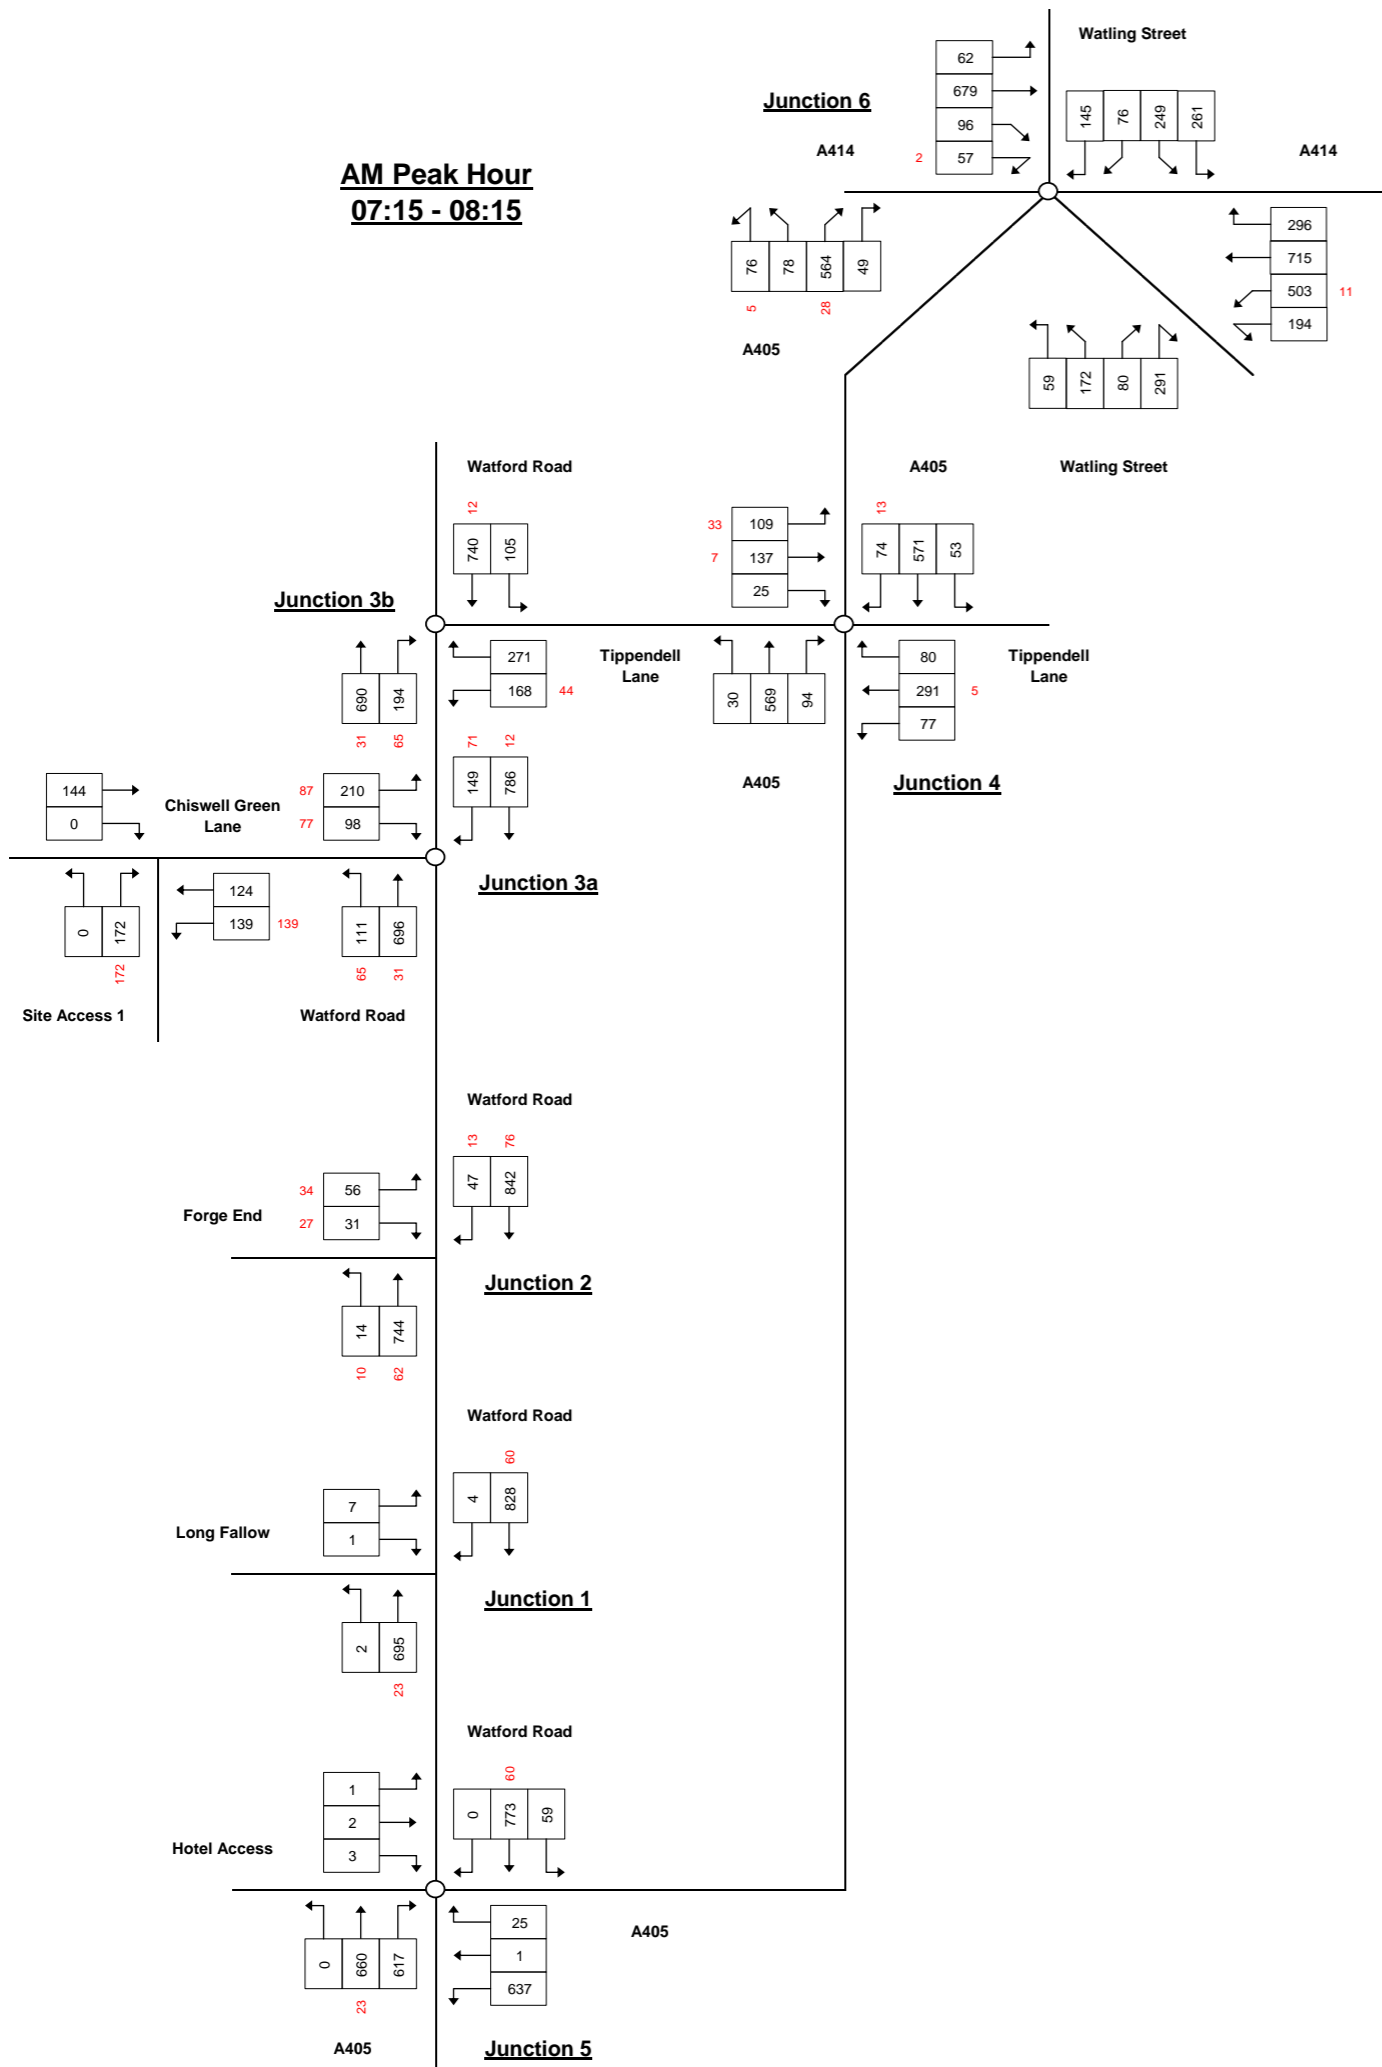 Watling Street
62
679
96
2 57
Junction 6
145 76 249 261
A414
A414
AM Peak Hour
07:15 - 08:15
76 78 564 49
5 28
A405
296
715
503 11
194
59 172 80 291
Watford Road
A405
Watling Street
12
740 105
33 109
7 137
25
13
74 571 53
Junction 3b
690 194
31 65
271
168 44
Tippendell
Lane
30 569 94
80
291 5
77
Tippendell
Lane
A405
Junction 4
71 12
149 786
144
0
Chiswell Green
Lane
87 210
77 98
Junction 3a
0 172
172
124
139 139
111 696
65 31
Site Access 1
Watford Road
Watford Road
13 76
47 842
34 56
27 31
Forge End
Junction 2
14 744
10 62
Watford Road
60
4 828
7
1
Long Fallow
Junction 1
2 695
23
Watford Road
60
0 773 59
1
2
3
Hotel Access
0 660 617
23
25
1
637
A405
A405
Junction 5